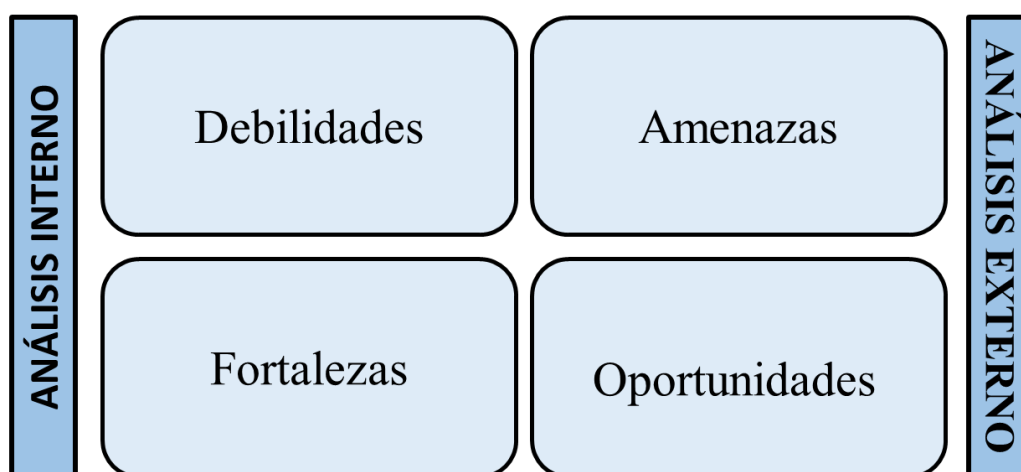 ANÁLISIS INTERNO
Debilidades
Amenazas
Fortalezas
Oportunidades
ANÁLISIS EXTERNO